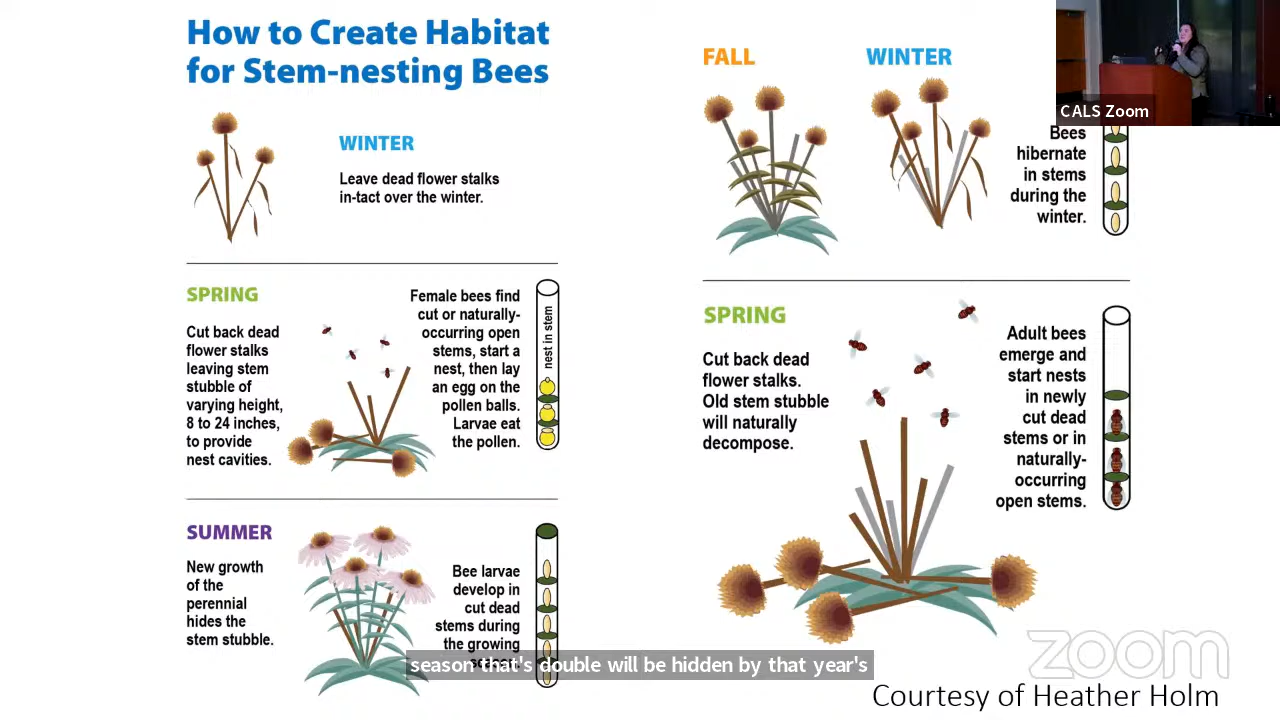 How to Create Habitat
for Stem-nesting Bees
WINTER
Leave dead flower stalks
in-tact over the winter.
SPRING
Cut back dead
flower stalks
leaving stem
stubble of
varying height,
8 to 24 inches,
to provide
nest cavities.
Female bees find
cut or naturally-
occurring open
stems, start a
nest, then lay
an egg on the
pollen balls.
Larvae eat
the pollen.
nest in stem
SUMMER
New growth
of the
perennial
hides the
stem stubble.
Bee larvae
develop in
cut dead
stems during
the growing
FALL
WINTER
Bees
hibernate
in stems
during the
winter.
SPRING
Cut back dead
flower stalks.
Old stem stubble
will naturally
decompose.
Adult bees
emerge and
start nests
in newly
cut dead
stems or in
naturally-
occurring
open stems.
CALS Zoom
season that's double will be hidden by that year's
zoom
Courtesy of Heather Holm